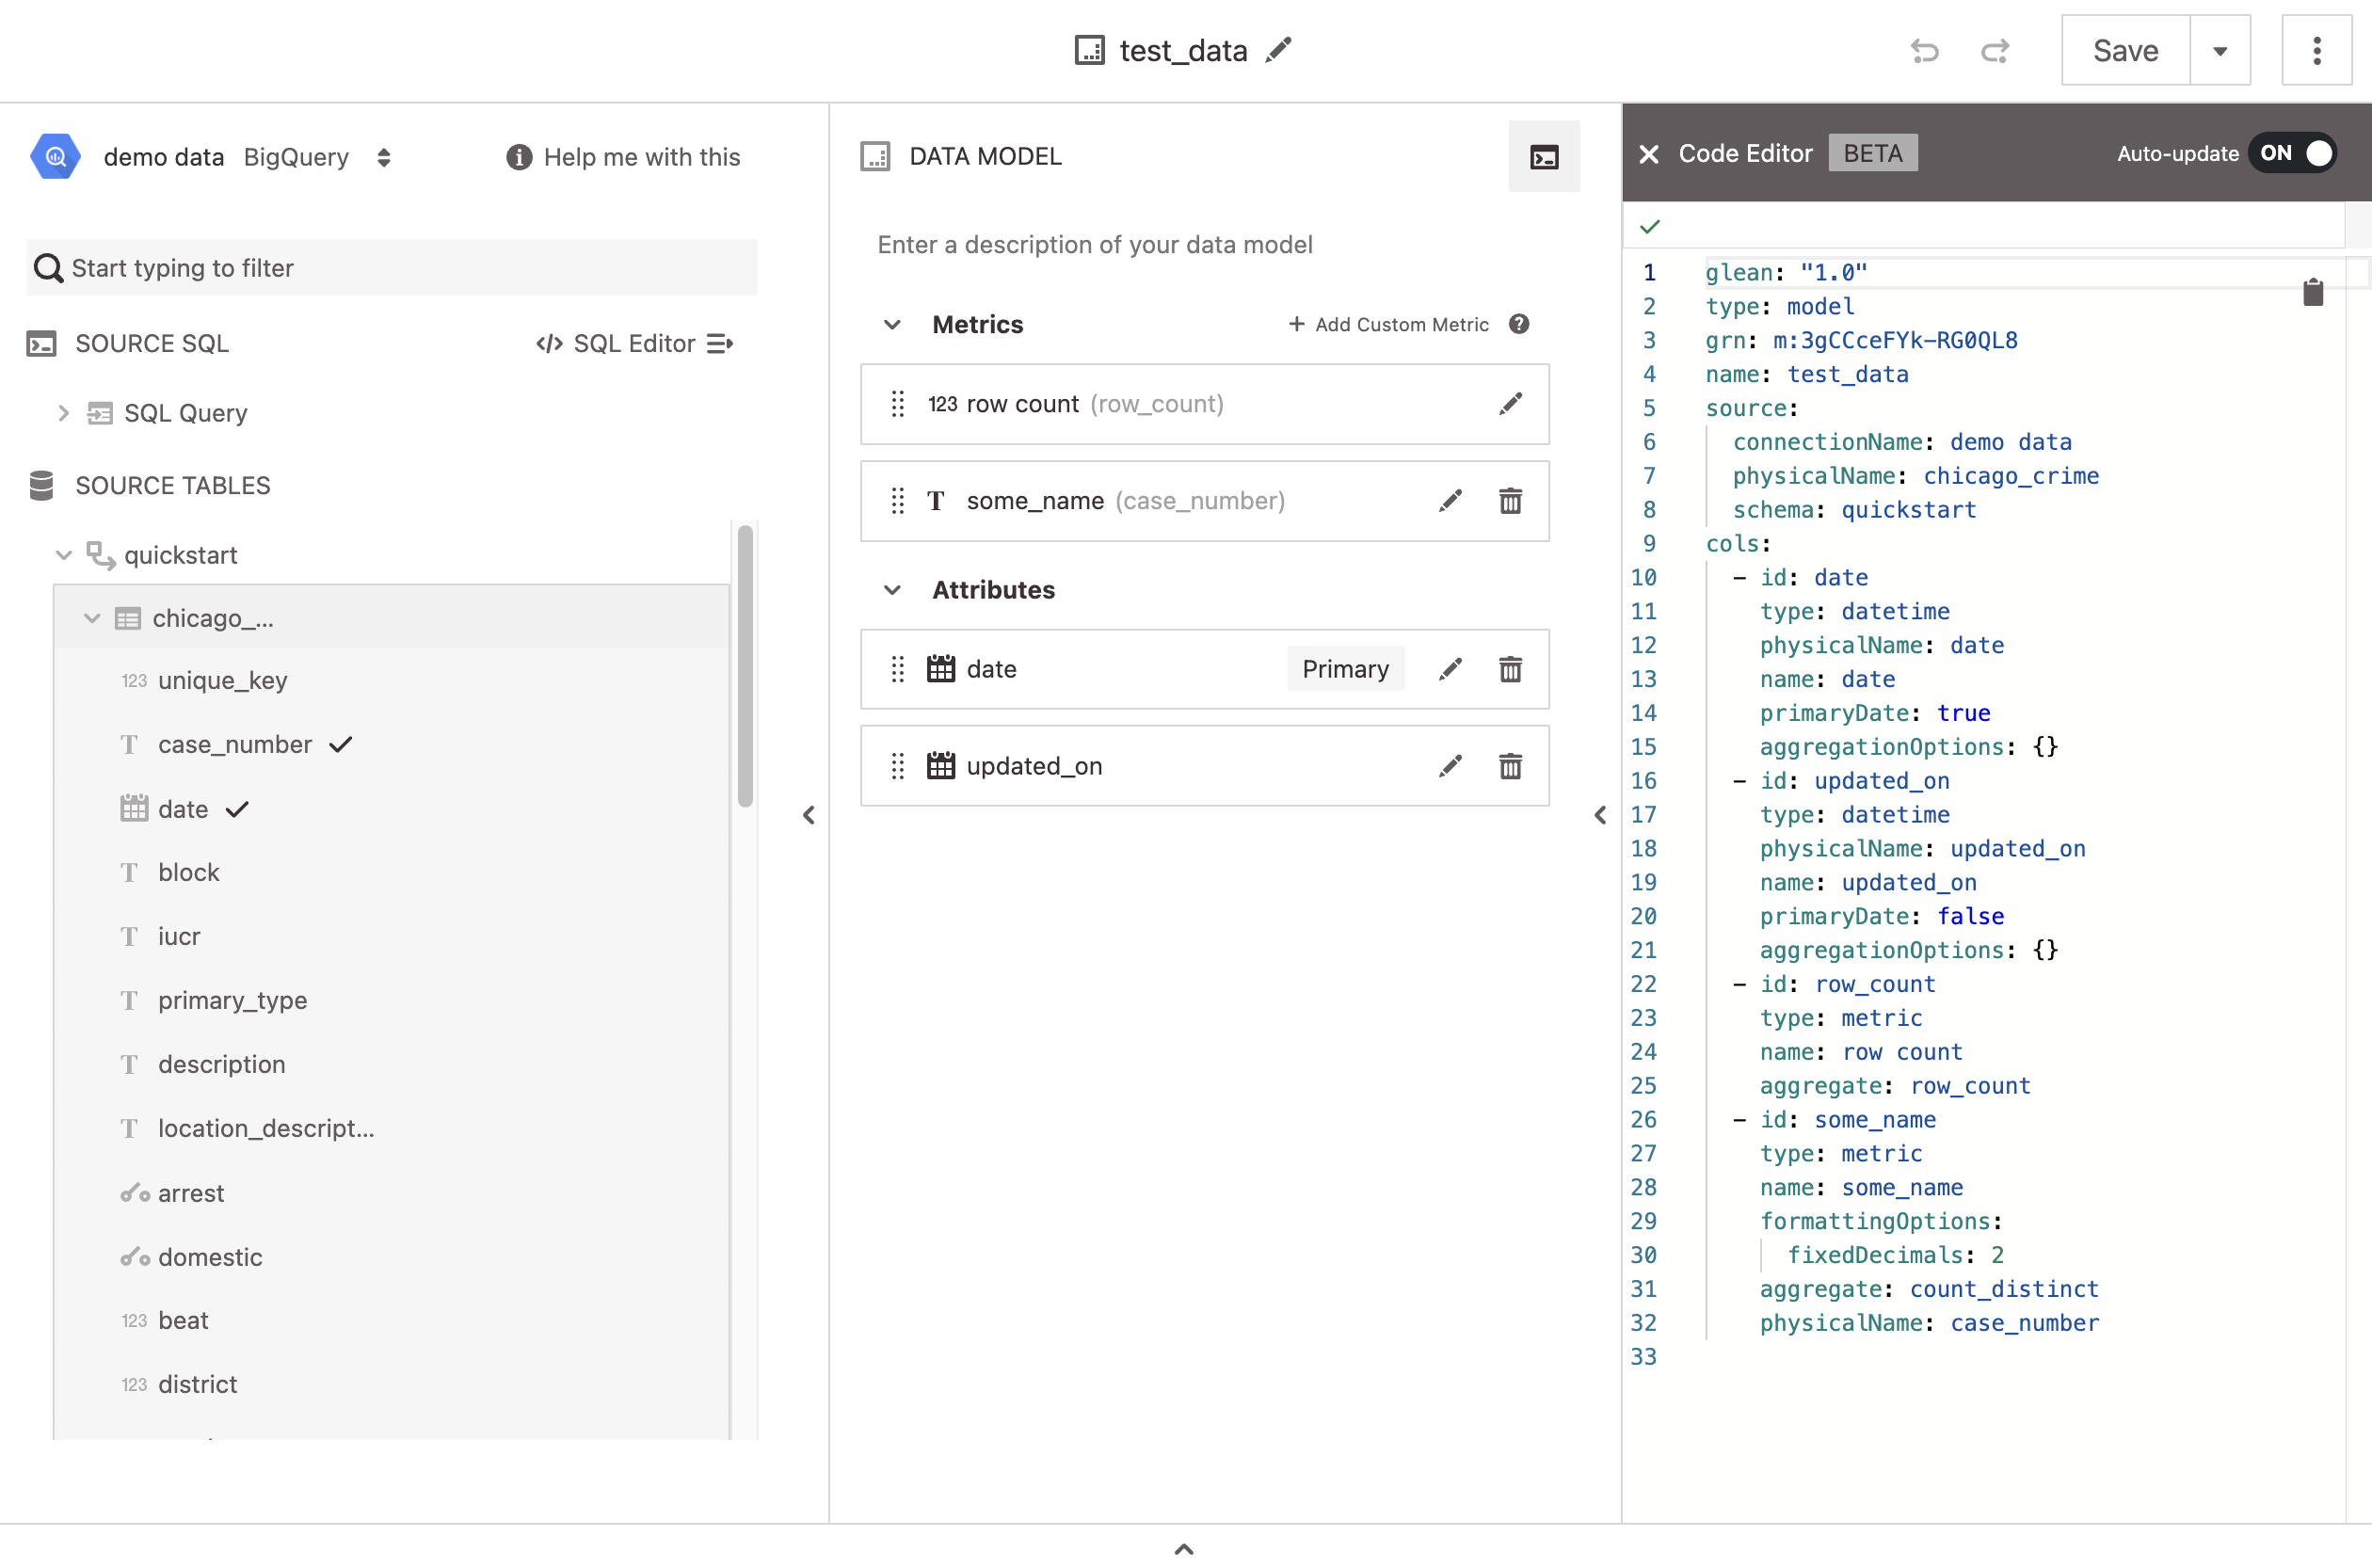 test_data
Save
demo data BigQuery
Help me with this
Start typing to filter
SOURCE SQL
</> SQL Editor
SQL Query
SOURCE TABLES
quickstart
chicago_...
123 unique_key
T case_number
date
T block
T iucr
T primary_type
T description
T location_descript...
arrest
domestic
123 beat
123 district
DATA MODEL
Enter a description of your data model
Metrics
+ Add Custom Metric
123 row count (row_count)
T some_name (case_number)
Attributes
date Primary
updated_on
Code Editor BETA
Auto-update ON
1 glean: "1.0"
2 type: model
3 grn: m:3gCCceFYk-RG0QL8
4 name: test_data
5 source:
6 connectionName: demo data
7 physicalName: chicago_crime
8 schema: quickstart
9 cols:
10 - id: date
11 type: datetime
12 physicalName: date
13 name: date
14 primaryDate: true
15 aggregationOptions: {}
16 - id: updated_on
17 type: datetime
18 physicalName: updated_on
19 name: updated_on
20 primaryDate: false
21 aggregationOptions: {}
22 - id: row_count
23 type: metric
24 name: row count
25 aggregate: row_count
26 - id: some_name
27 type: metric
28 name: some_name
29 formattingOptions:
30 fixedDecimals: 2
31 aggregate: count_distinct
32 physicalName: case_number
33